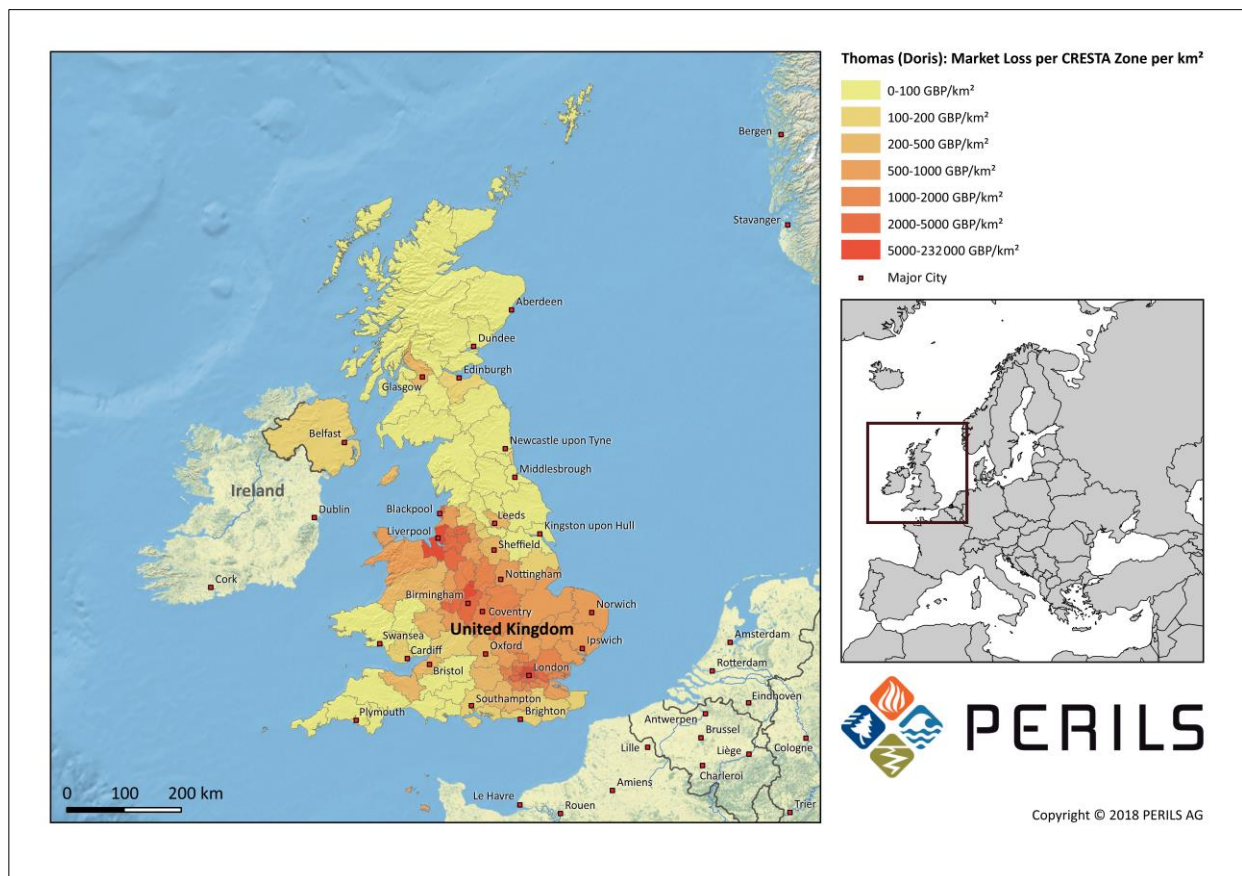 Thomas (Doris): Market Loss per CRESTA Zone per km²
0-100 GBP/km²
100-200 GBP/km²
200-500 GBP/km²
500-1000 GBP/km²
1000-2000 GBP/km²
2000-5000 GBP/km²
5000-232 000 GBP/km²
Major City
Bergen
Stavanger
Aberdeen
Dundee
Edinburgh
Glasgow
Belfast
Newcastle upon Tyne
Middlesbrough
Ireland
Dublin
Blackpool
Leeds
Liverpool
Kingston upon Hull
Sheffield
Cork
Nottingham
Birmingham
Norwich
Coventry
United Kingdom
Swansea
Oxford
Ipswich
Cardiff
Bristol
London
Amsterdam
Rotterdam
Southampton
Plymouth
Brighton
Eindhoven
Antwerpen
Brussel
Lille
Liège
Cologne
Charleroi
Amiens
Le Havre
Rouen
Trier
0 100 200 km
PERILS
Copyright © 2018 PERILS AG